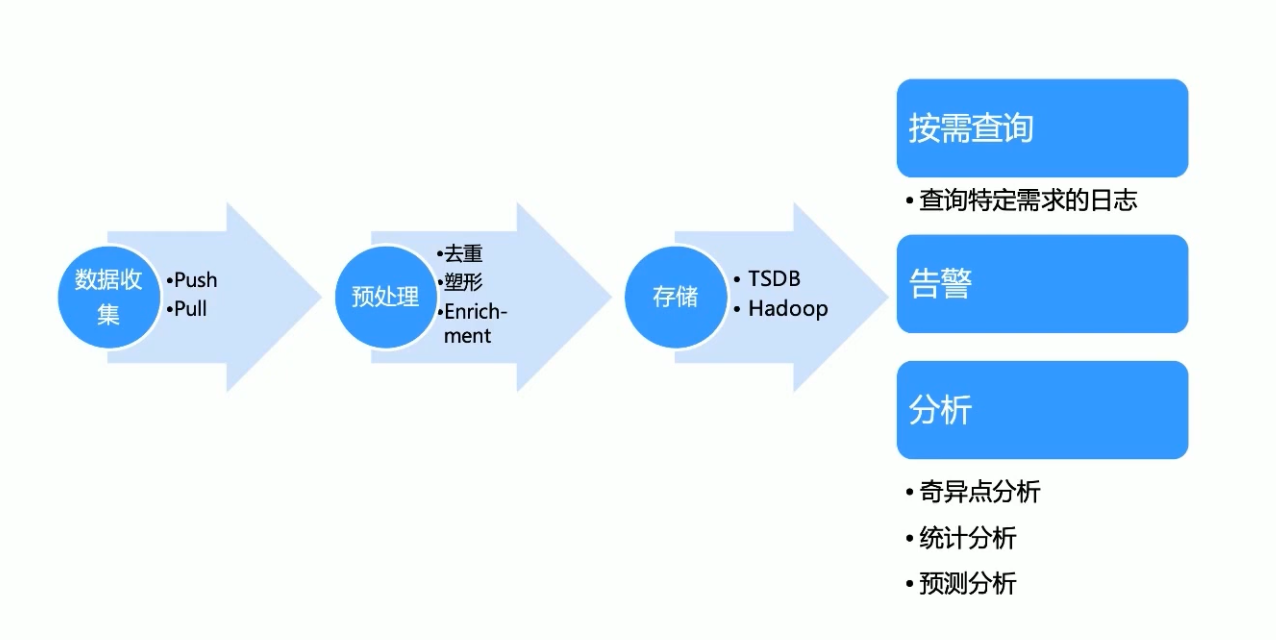 数据收
集
•Push
•Pull
预处理
•去重
•塑形
•Enrich-
ment
存储
• TSDB
• Hadoop
按需查询
• 查询特定需求的日志
告警
分析
• 奇异点分析
• 统计分析
• 预测分析